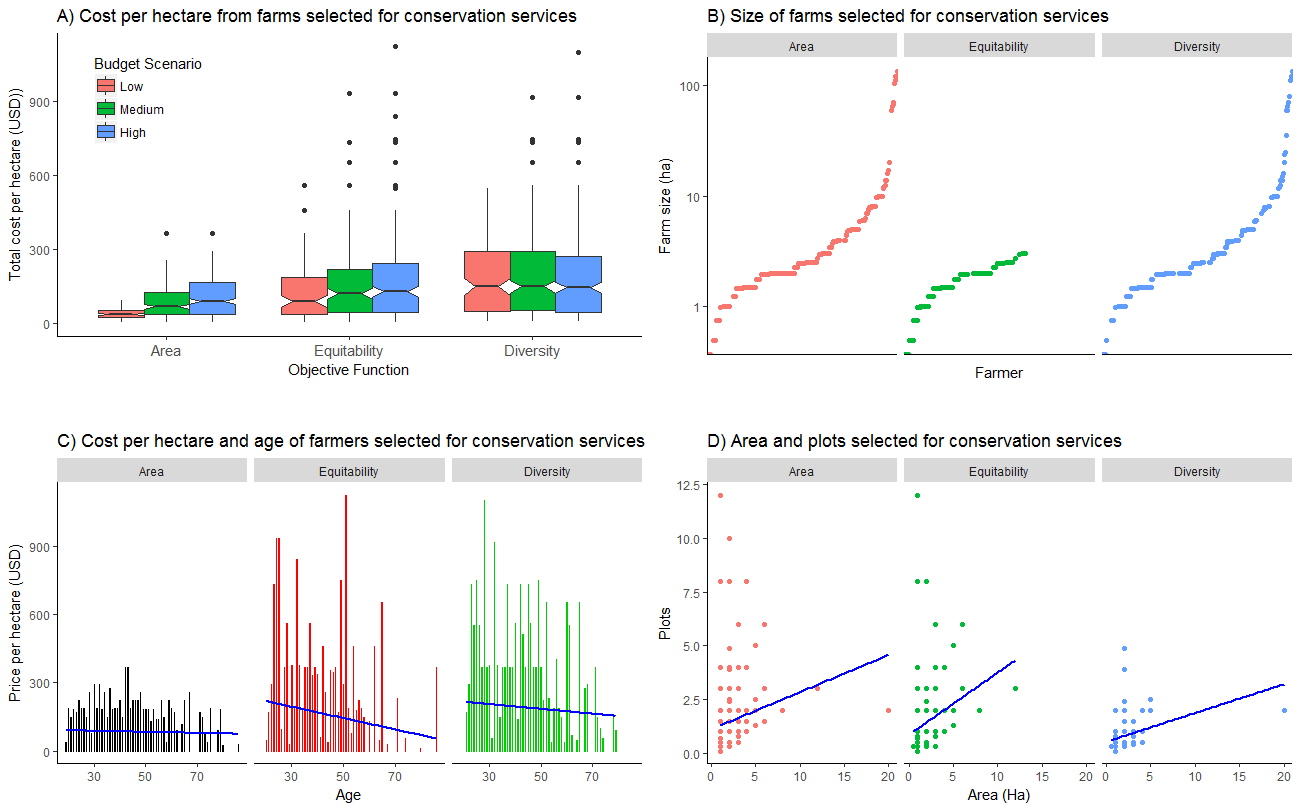 A) Cost per hectare from farms selected for conservation services
Total cost per hectare (USD))
900
600
300
0
Budget Scenario
Low
Medium
High
Area Equitability Diversity
Objective Function
B) Size of farms selected for conservation services
Area Equitability Diversity
Farm size (ha)
100
10
1
Farmer
C) Cost per hectare and age of farmers selected for conservation services
Area Equitability Diversity
Price per hectare (USD)
900
600
300
0
30 50 70 30 50 70 30 50 70
Age
D) Area and plots selected for conservation services
Area Equitability Diversity
Plots
12.5
10.0
7.5
5.0
2.5
0.0
0 5 10 15 20 0 5 10 15 20 0 5 10 15 20
Area (Ha)